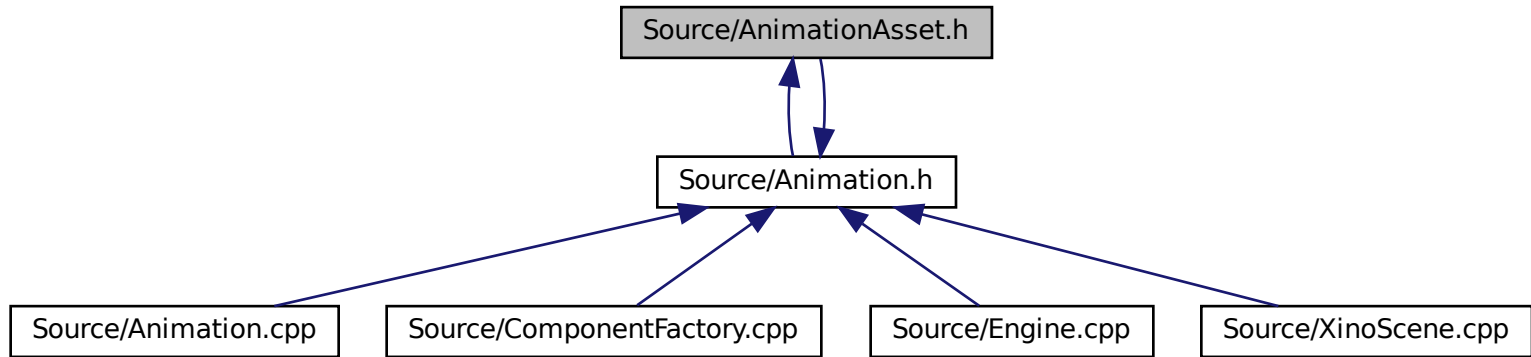 Source/AnimationAsset.h
Source/Animation.h
Source/Animation.cpp
Source/ComponentFactory.cpp
Source/Engine.cpp
Source/XinoScene.cpp